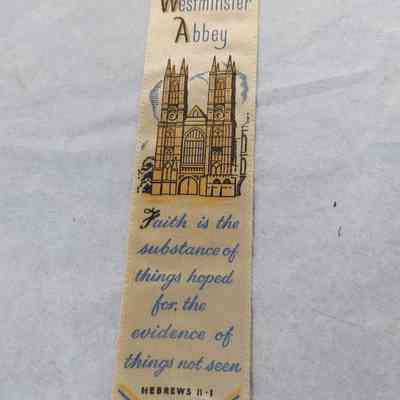 Westminster
Abbey
Faith is the
substance of
things hoped
for, the
evidence of
things not seen
HEBREWS 11·1